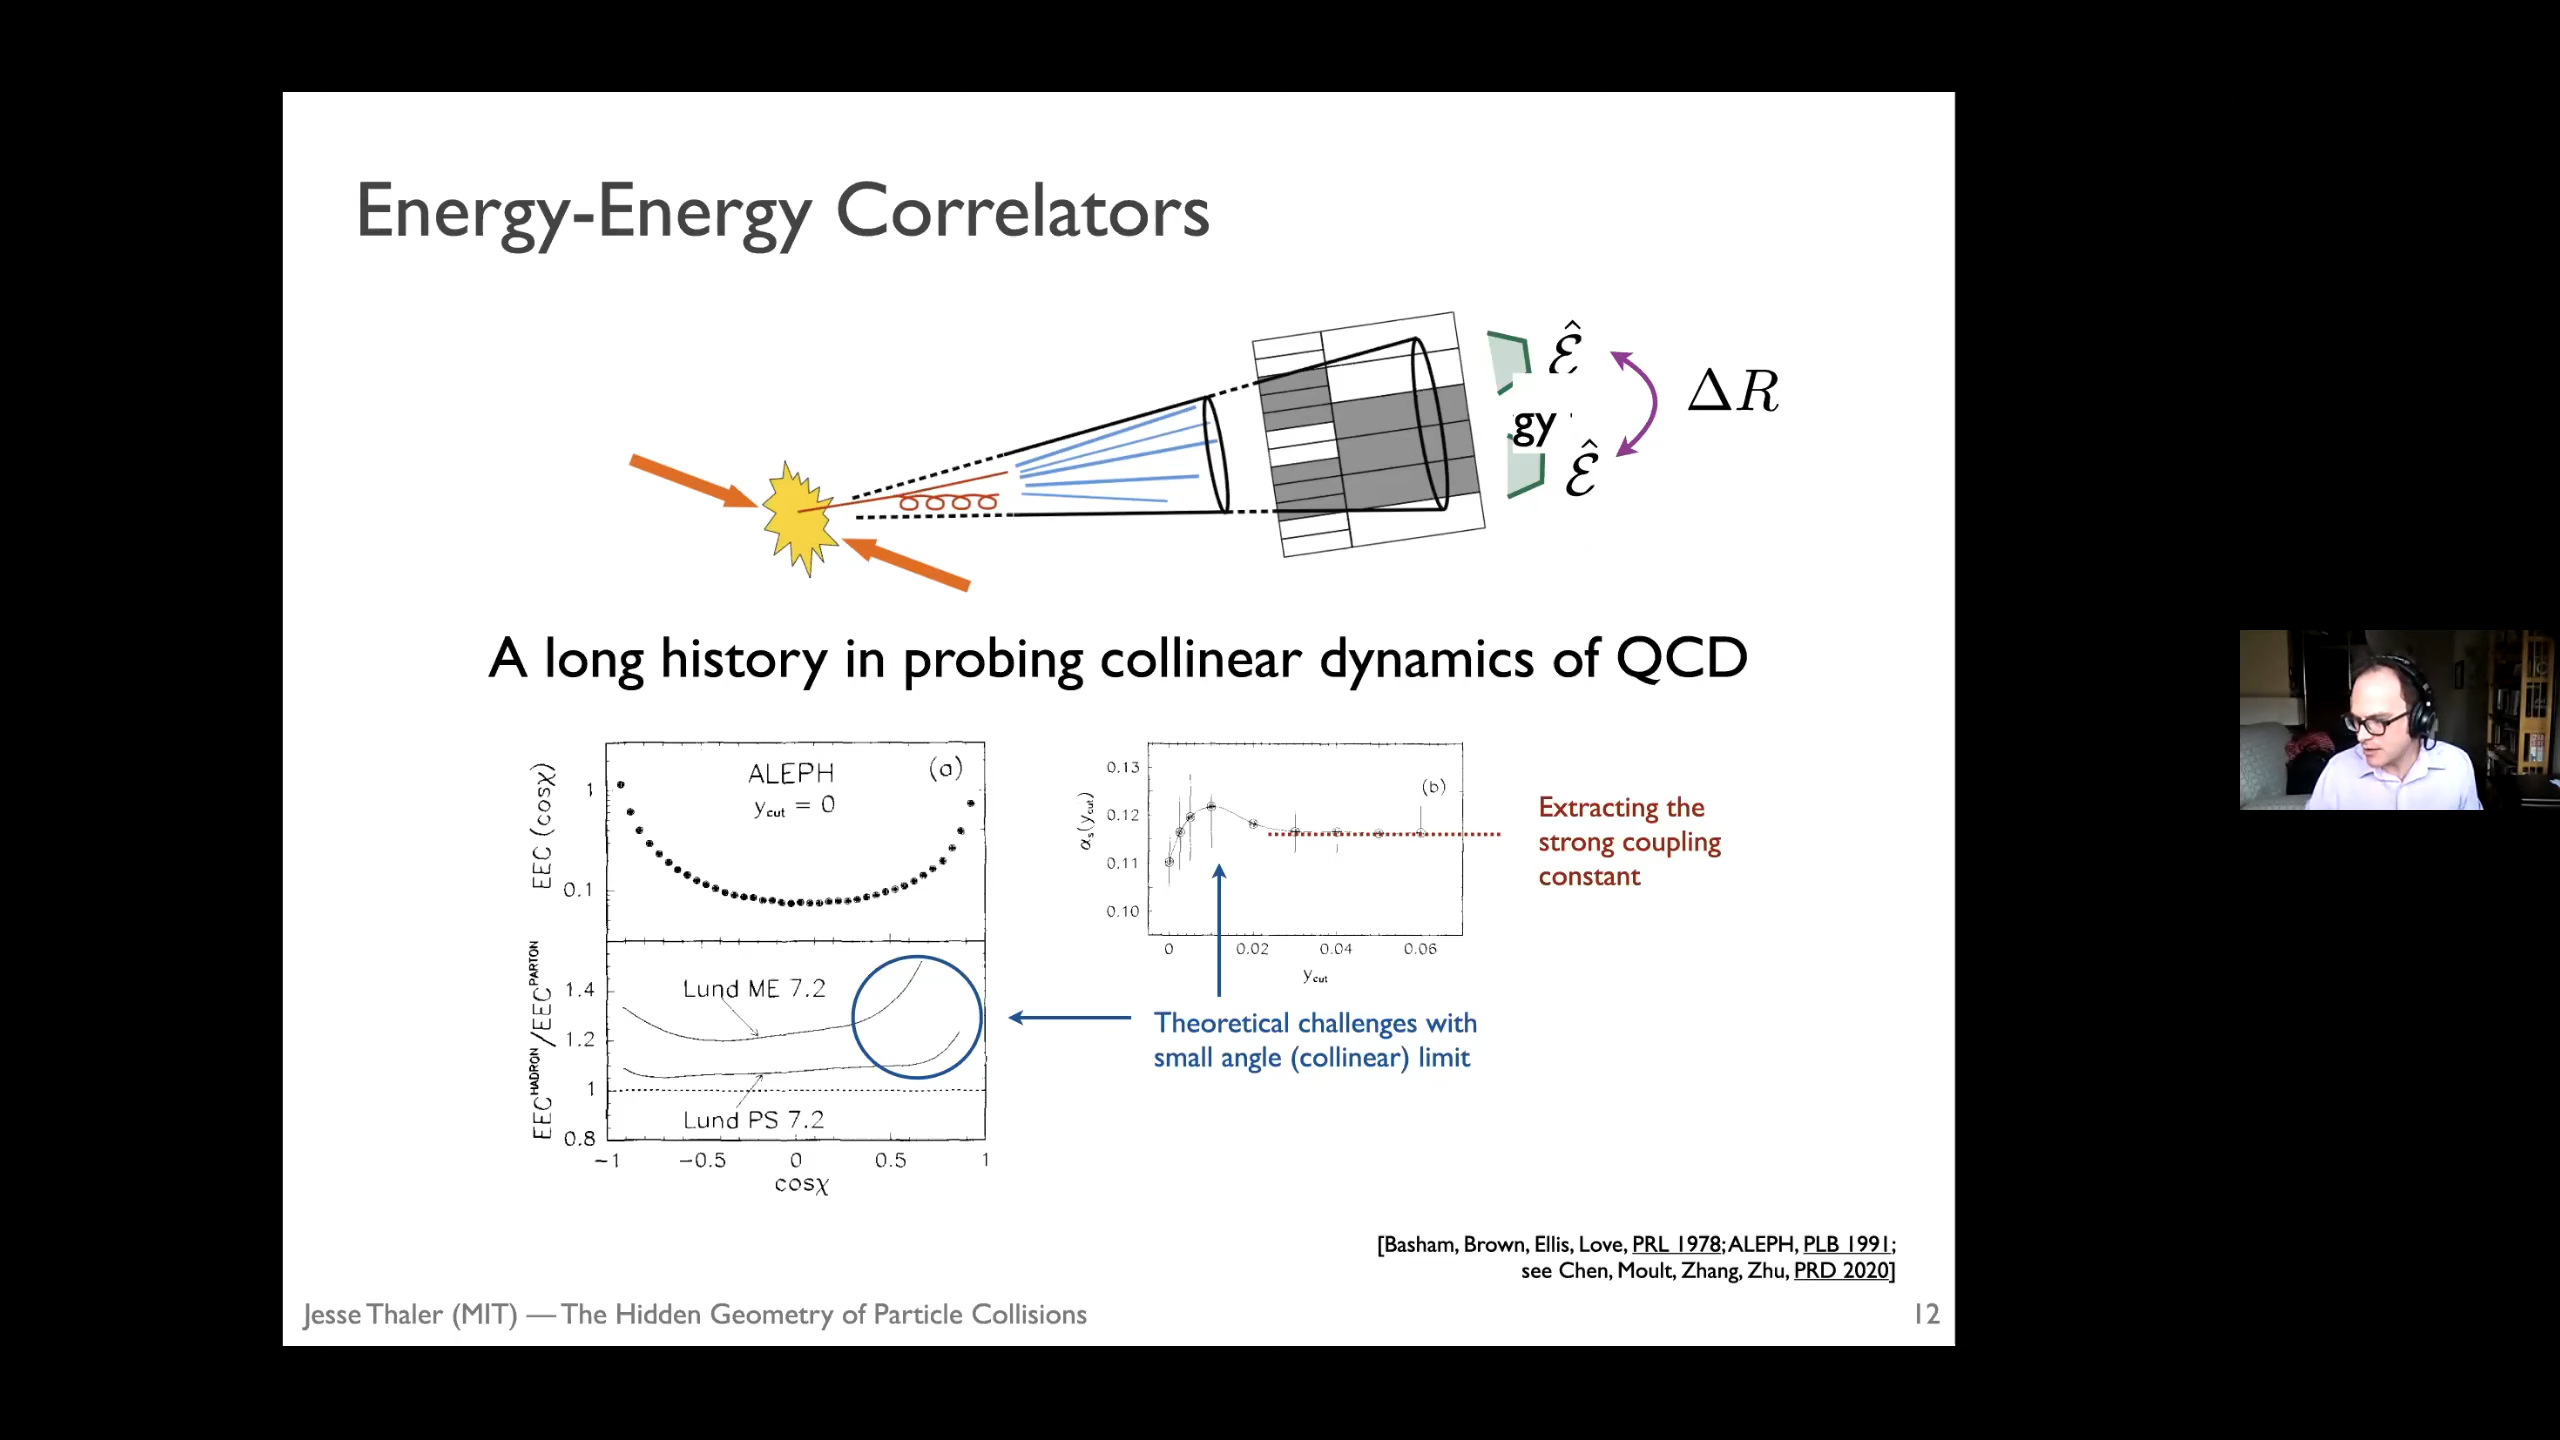 Energy-Energy Correlators
ℰ̂
ΔR
gy
ℰ̂
A long history in probing collinear dynamics of QCD
EEC (cosχ)
1
0.1
ALEPH
y_cut = 0
(a)
EEC^HADRON/EEC^PARTON
1.4
1.2
1
0.8
Lund ME 7.2
Lund PS 7.2
−1 −0.5 0 0.5 1
cosχ
α_s(y_cut)
0.13
0.12
0.11
0.10
(b)
0 0.02 0.04 0.06
y_cut
Extracting the
strong coupling
constant
Theoretical challenges with
small angle (collinear) limit
[Basham, Brown, Ellis, Love, PRL 1978; ALEPH, PLB 1991;
see Chen, Moult, Zhang, Zhu, PRD 2020]
Jesse Thaler (MIT) — The Hidden Geometry of Particle Collisions
12